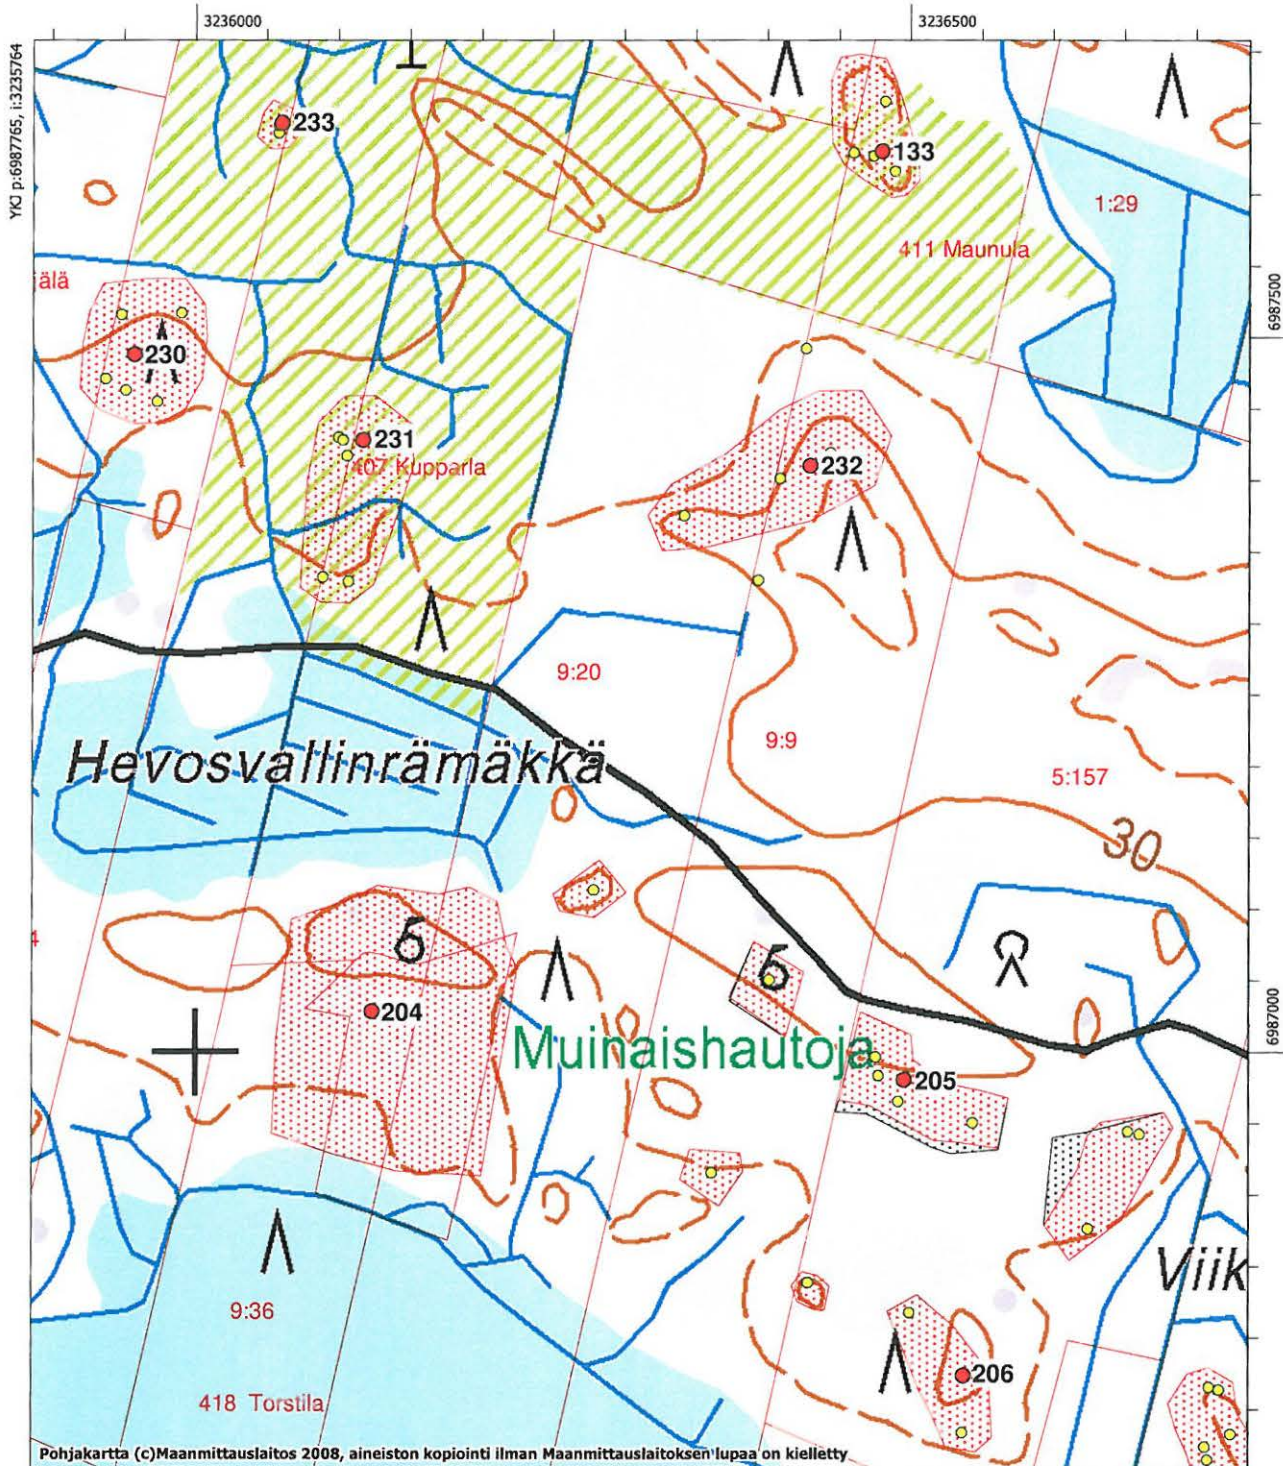 3236000
3236500
YKJ p:6987765, i:3235764
233
133
1:29
411 Maunula
6987500
älä
230
231
407 Kupparla
232
9:20
9:9
Hevosvallinrämäkkä
5:157
30
204
Muinaishautoja
205
6987000
Viik
9:36
206
418 Torstila
Pohjakartta (c)Maanmittauslaitos 2008, aineiston kopiointi ilman Maanmittauslaitoksen lupaa on kielletty